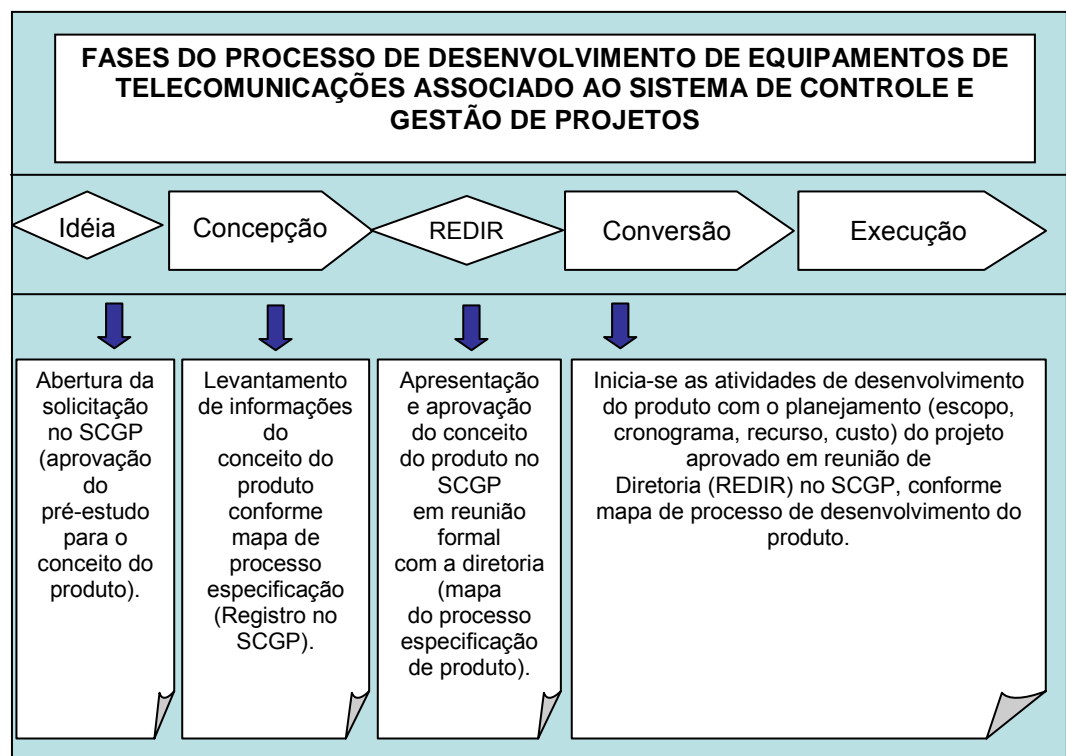 FASES DO PROCESSO DE DESENVOLVIMENTO DE EQUIPAMENTOS DE
TELECOMUNICAÇÕES ASSOCIADO AO SISTEMA DE CONTROLE E
GESTÃO DE PROJETOS
Idéia
Concepção
REDIR
Conversão
Execução
Abertura da
solicitação
no SCGP
(aprovação
do
pré-estudo
para o
conceito do
produto).
Levantamento
de informações
do
conceito do
produto
conforme
mapa de
processo
especificação
(Registro no
SCGP).
Apresentação
e aprovação
do conceito
do produto no
SCGP
em reunião
formal
com a diretoria
(mapa
do processo
especificação
de produto).
Inicia-se as atividades de desenvolvimento
do produto com o planejamento (escopo,
cronograma, recurso, custo) do projeto
aprovado em reunião de
Diretoria (REDIR) no SCGP, conforme
mapa de processo de desenvolvimento do
produto.